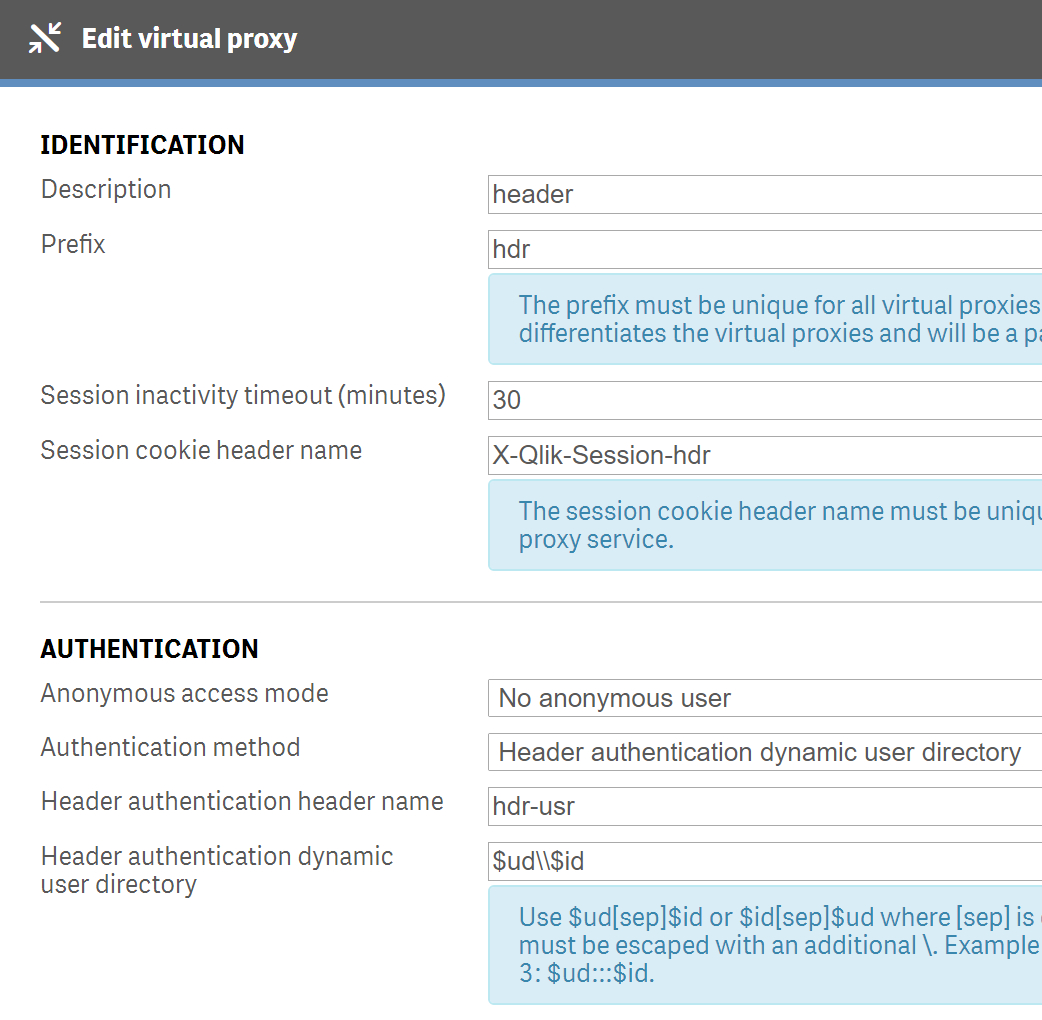 Edit virtual proxy
IDENTIFICATION
Description
header
Prefix
hdr
The prefix must be unique for all virtual proxies
differentiates the virtual proxies and will be a
Session inactivity timeout (minutes)
30
Session cookie header name
X-Qlik-Session-hdr
The session cookie header name must be
proxy service.
AUTHENTICATION
Anonymous access mode
No anonymous user
Authentication method
Header authentication dynamic user directory
Header authentication header name
hdr-usr
Header authentication dynamic
user directory
$ud\\$id
Use $ud[sep]$id or $id[sep]$ud where [sep] is
must be escaped with an additional \. Example
3: $ud:::$id.